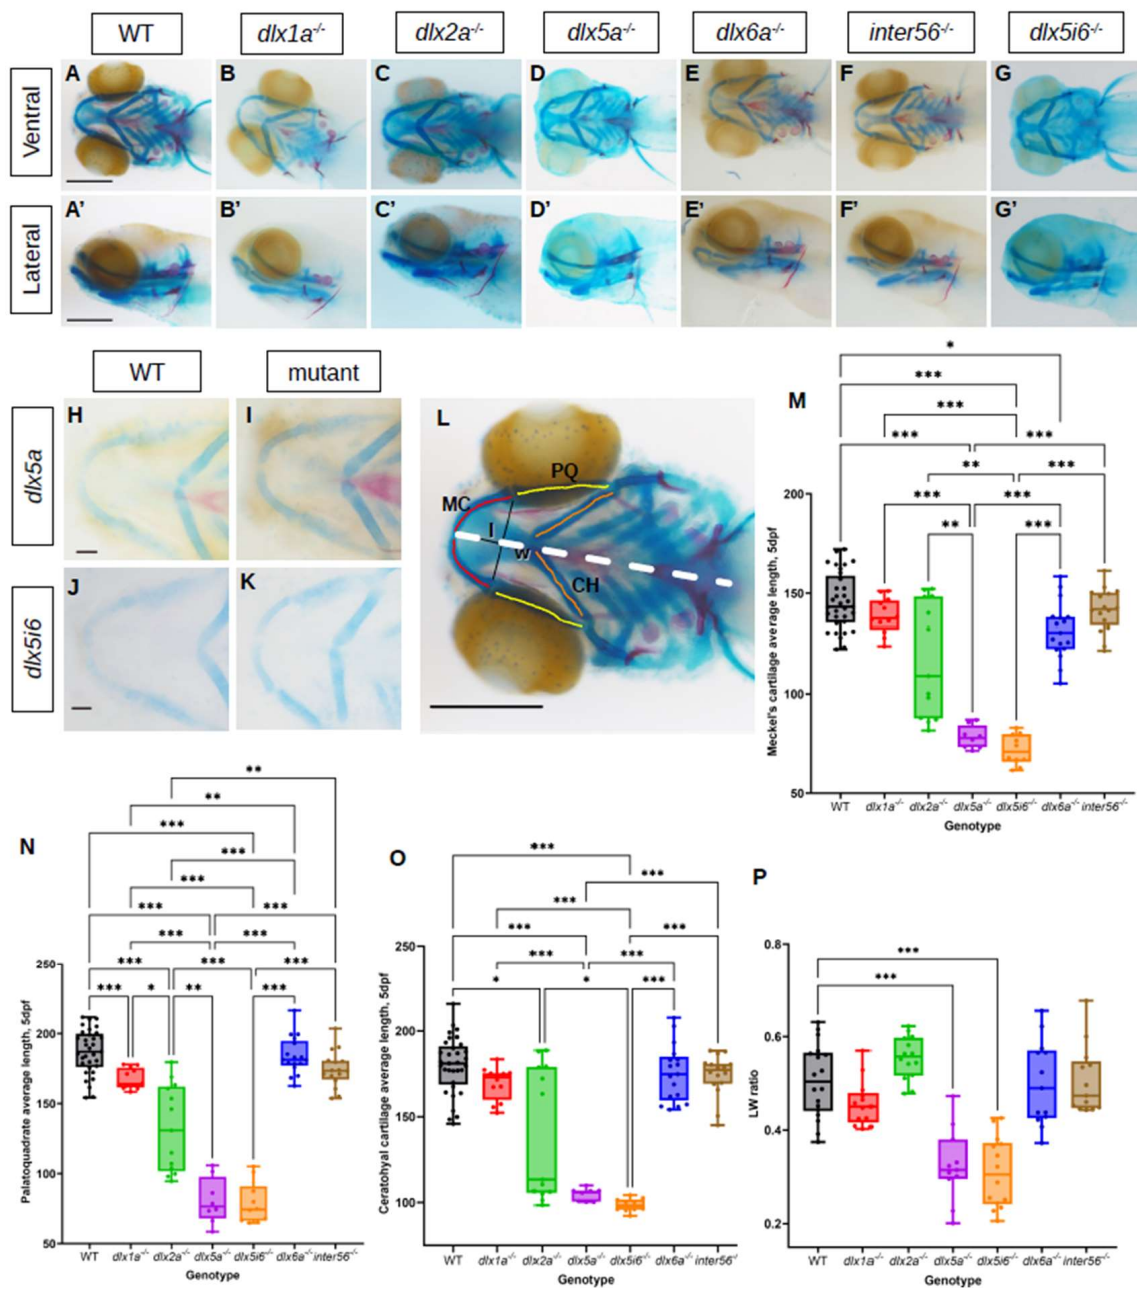 WT dlx1a-/- dlx2a-/- dlx5a-/- dlx6a-/- inter56-/- dlx5i6-/-
Ventral
A B C D E F G
Lateral
A' B' C' D' E' F' G'
WT mutant
dlx5a
H I
dlx5i6
J K
L
PQ
MC
l
w
CH
M
*
***
***
*** ***
** ***
*** ***
** ***
Meckel's cartilage average length, 5dpf
200
150
100
50
WT dlx1a-/- dlx2a-/- dlx5a-/- dlx5i6-/- dlx6a-/- inter56-/-
Genotype
N
**
**
***
***
***
*** ***
*** ***
*** *** ***
*** * ** ***
Palatoquadrate average length, 5dpf
250
200
150
100
50
WT dlx1a-/- dlx2a-/- dlx5a-/- dlx5i6-/- dlx6a-/- inter56-/-
Genotype
O
***
***
***
*** ***
*** ***
* * ***
Ceratohyal cartilage average length, 5dpf
250
200
150
100
WT dlx1a-/- dlx2a-/- dlx5a-/- dlx5i6-/- dlx6a-/- inter56-/
Genotype
P
***
***
LW ratio
0.8
0.6
0.4
0.2
WT dlx1a-/- dlx2a-/- dlx5a-/- dlx5i6-/- dlx6a-/- inter56-/-
Genotype